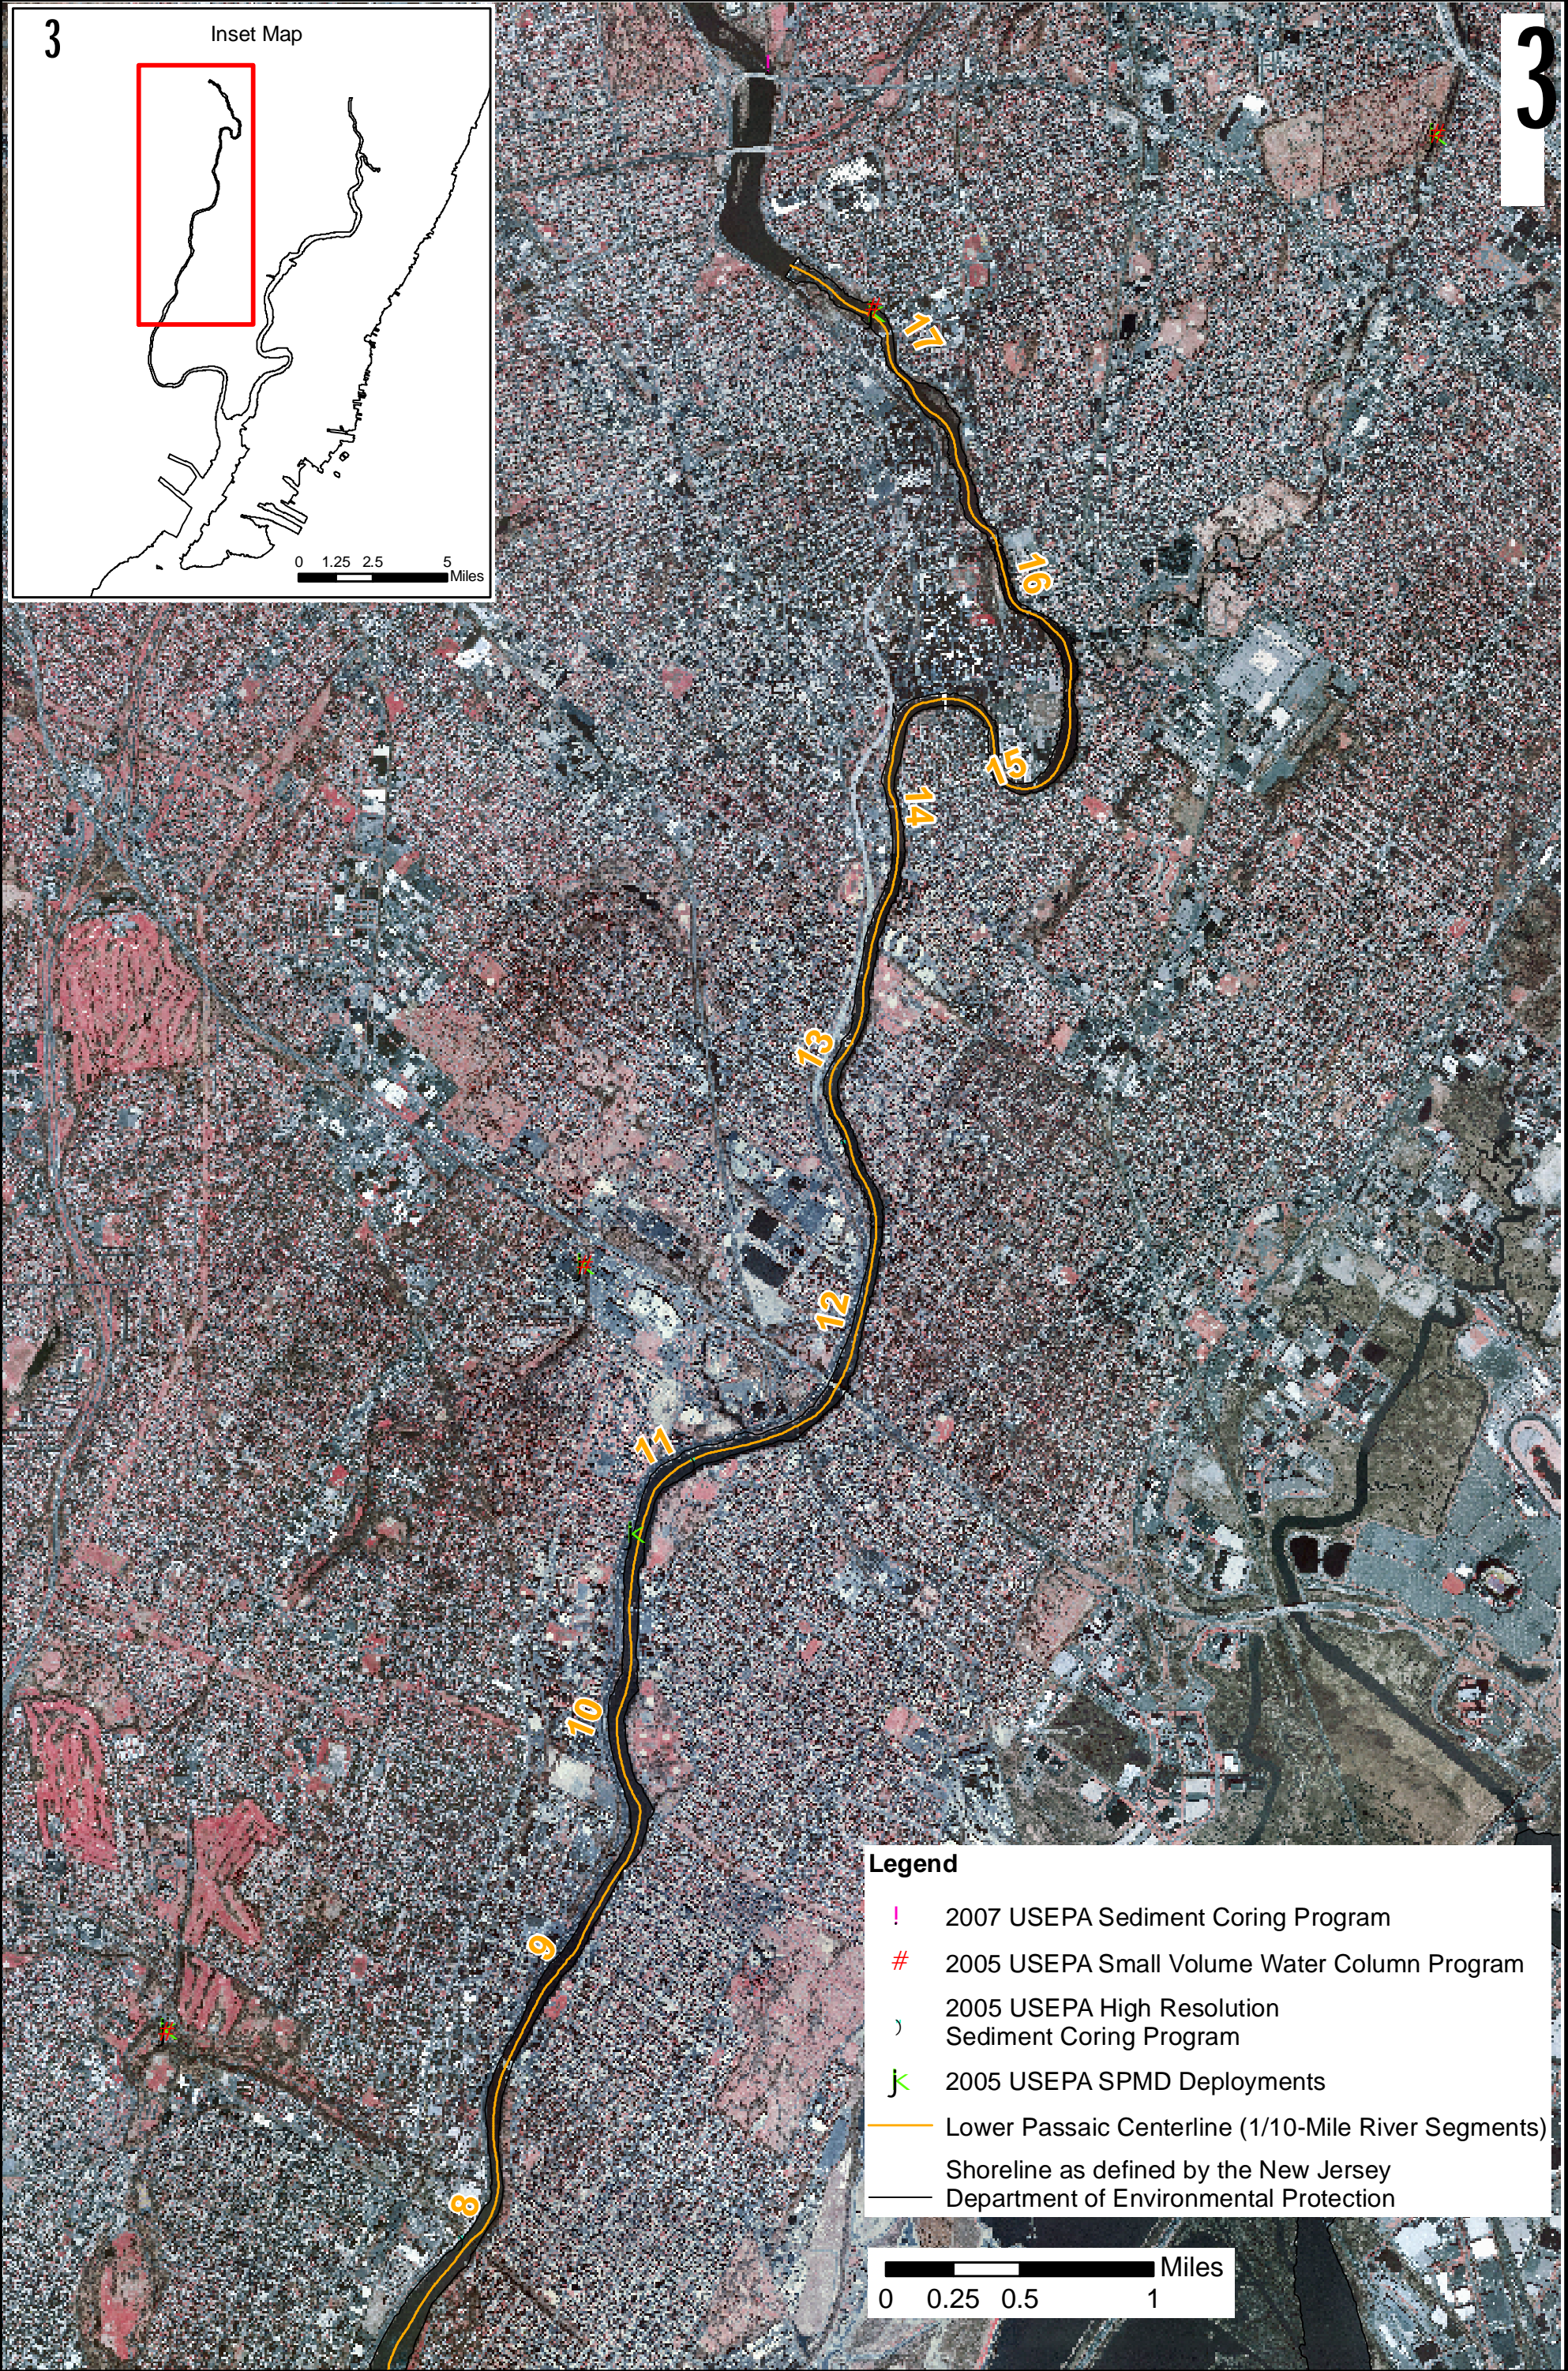 3
Inset Map
0 1.25 2.5 5
Miles
3
17
16
15
14
13
12
11
10
9
8
Legend
! 2007 USEPA Sediment Coring Program
# 2005 USEPA Small Volume Water Column Program
2005 USEPA High Resolution
) Sediment Coring Program
2005 USEPA SPMD Deployments
Lower Passaic Centerline (1/10-Mile River Segments)
Shoreline as defined by the New Jersey
Department of Environmental Protection
Miles
0 0.25 0.5 1